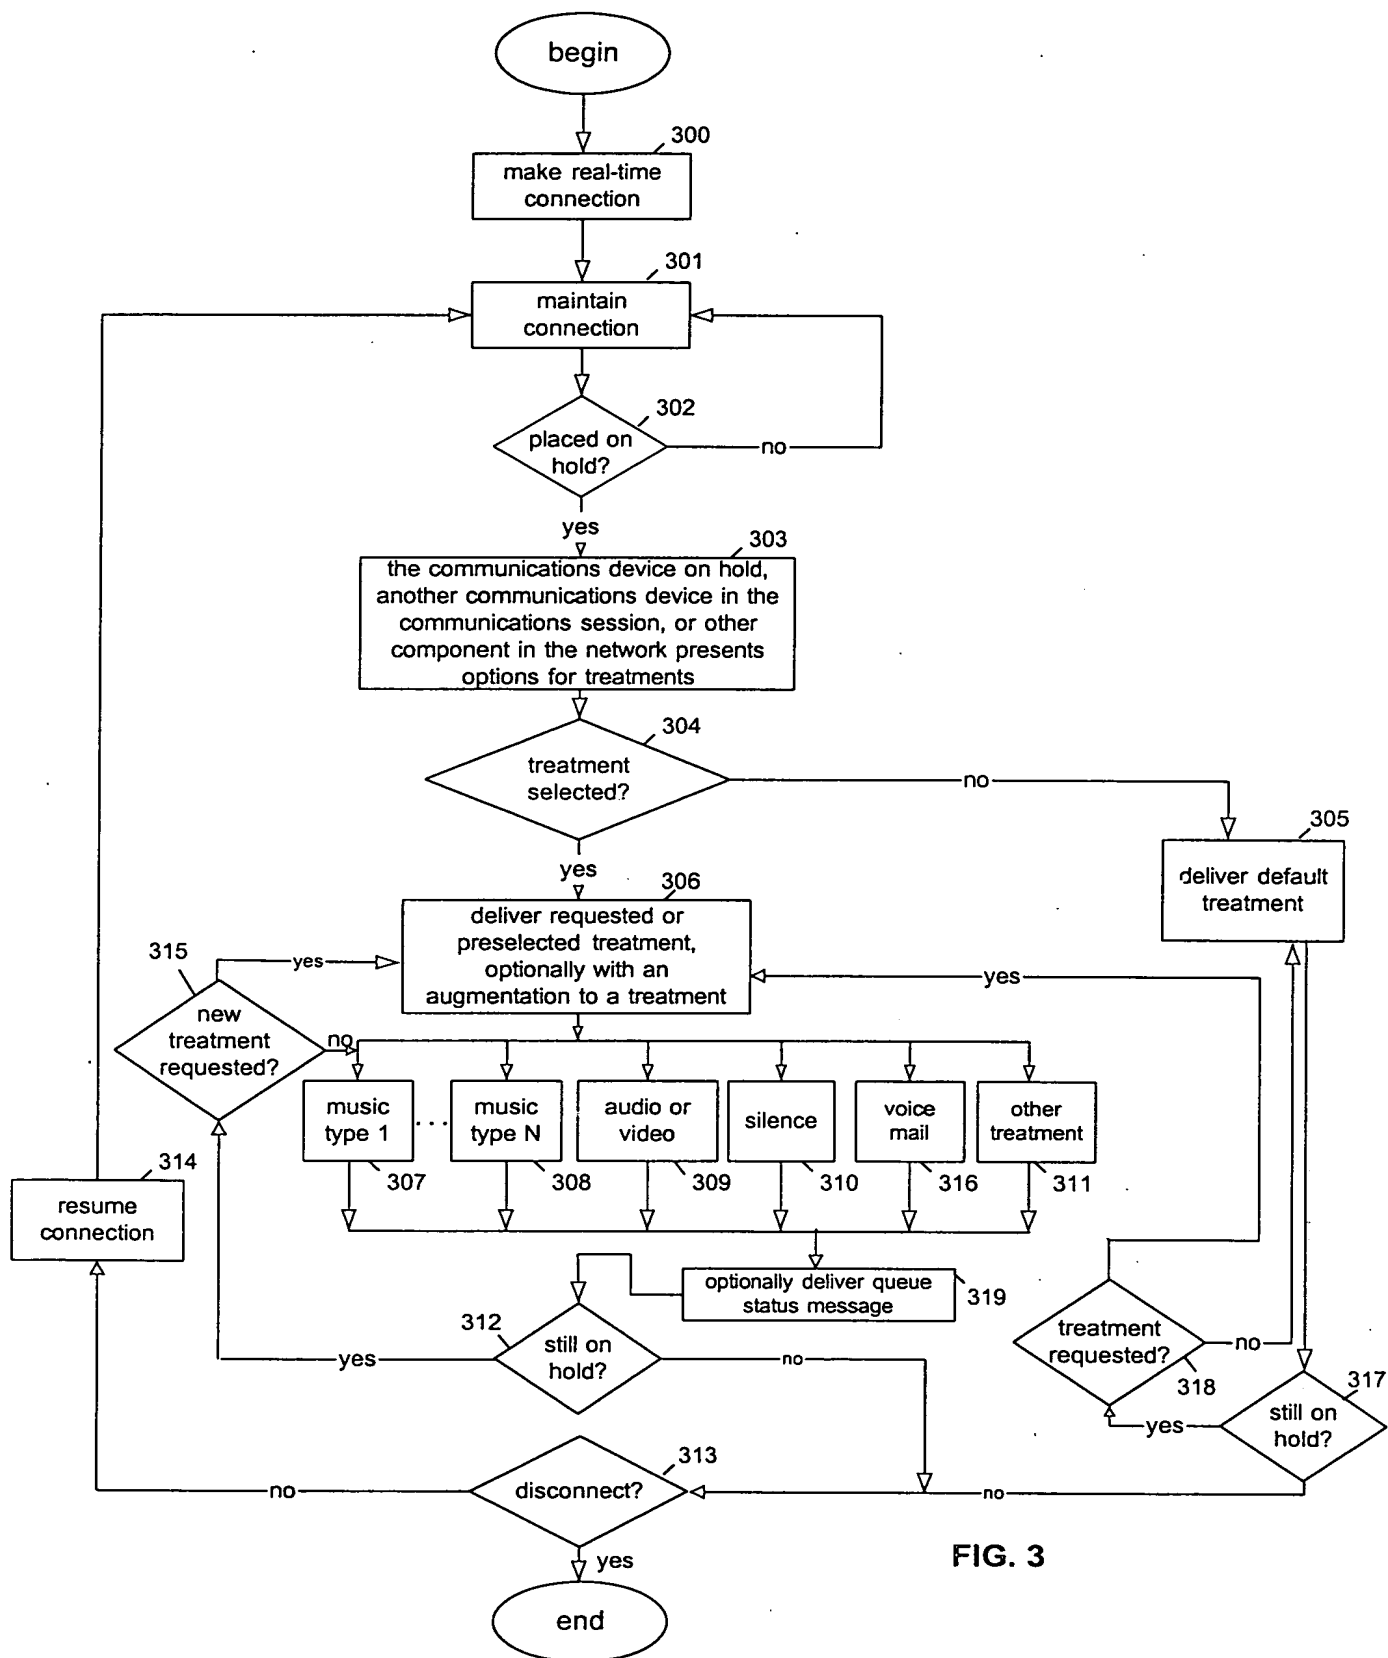 begin
300
make real-time
connection
301
maintain
connection
302
placed on
hold?
no
yes
303
the communications device on hold,
another communications device in the
communications session, or other
component in the network presents
options for treatments
304
treatment
selected?
no
yes
305
deliver default
treatment
306
deliver requested or
preselected treatment,
optionally with an
augmentation to a treatment
315
yes
yes
new
treatment
requested?
no
music
type 1
...
music
type N
audio or
video
silence
voice
mail
other
treatment
307
308
309
310
316
311
314
resume
connection
optionally deliver queue
status message
319
312
still on
hold?
yes
no
treatment
requested?
no
318
317
still on
hold?
yes
313
disconnect?
no
no
yes
FIG. 3
end